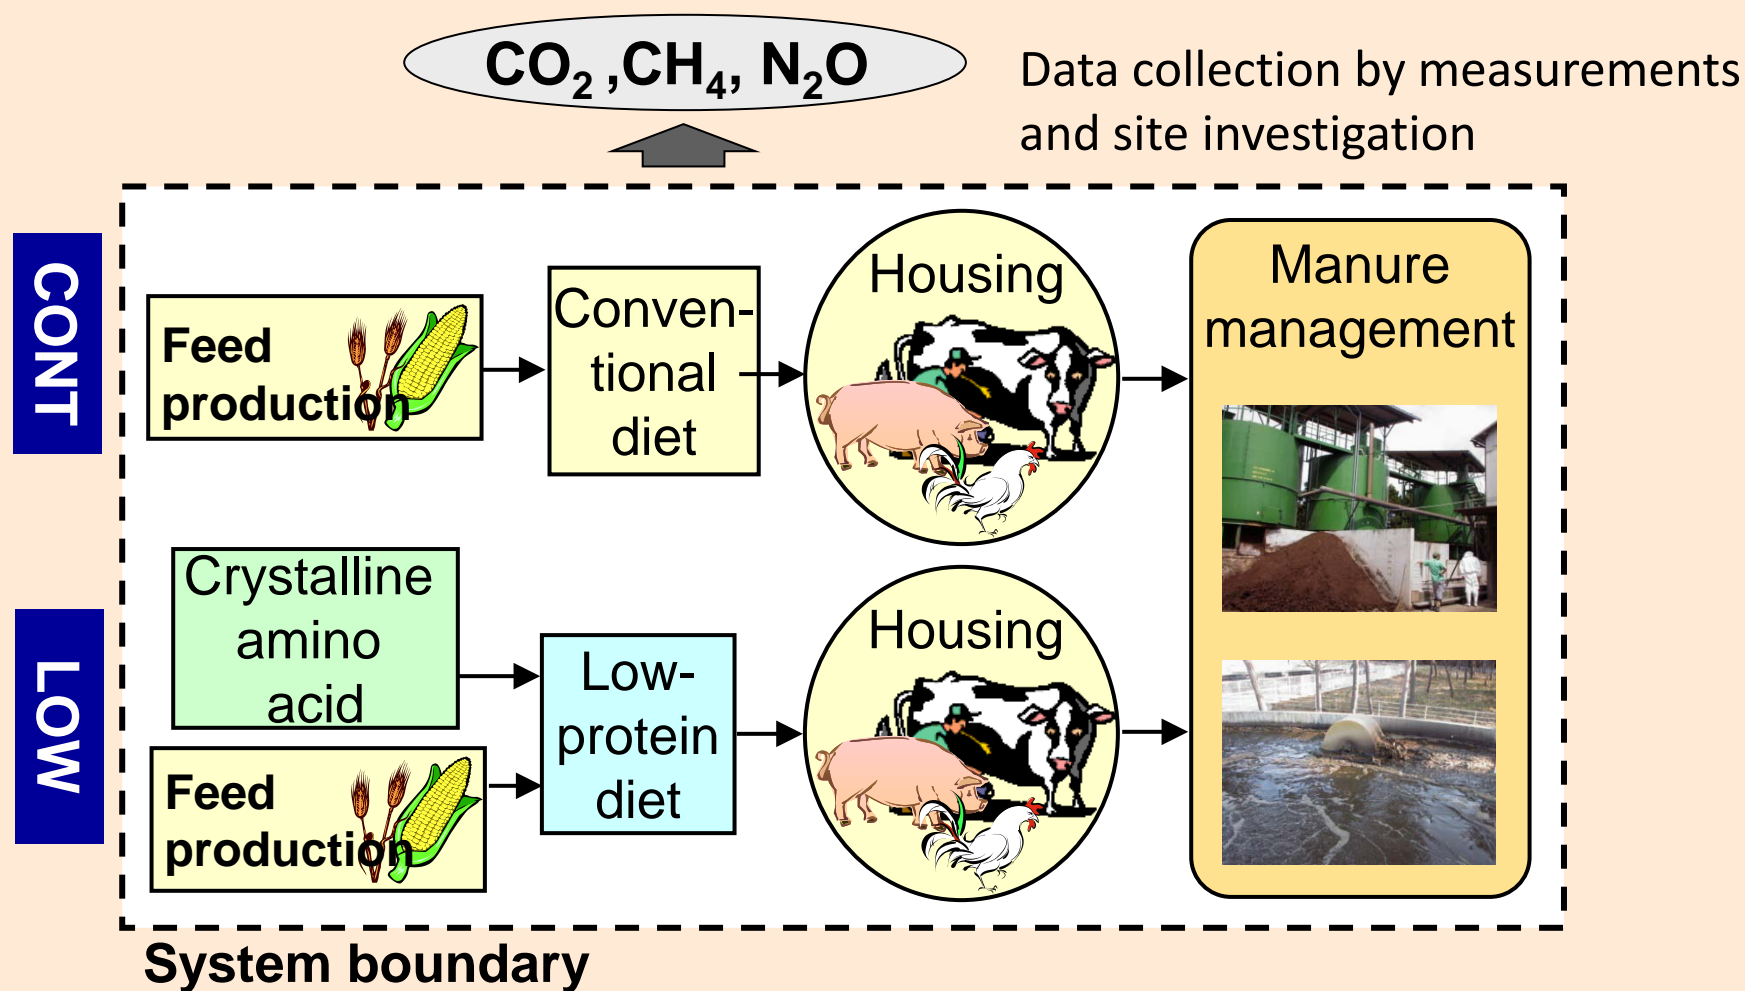 CO₂ ,CH₄, N₂O
Data collection by measurements
and site investigation
CONT
Feed
production
Conven-
tional
diet
Housing
Manure
management
LOW
Crystalline
amino
acid
Feed
production
Low-
protein
diet
Housing
System boundary